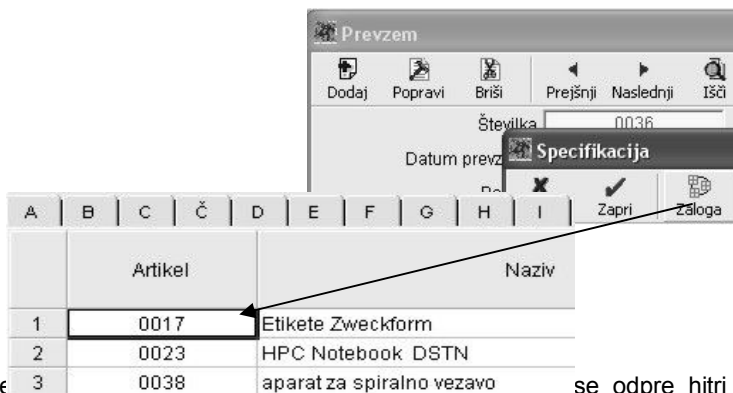 Prevzem
Dodaj Popravi Briši Prejšnji Naslednji Išči
Številka 0036
Datum
Specifikacija
Zapri Zaloga
A B C Č D E F G H I
Artikel Naziv
1 0017 Etikete Zweckform
2 0023 HPC Notebook DSTN
3 0038 aparat za spiralno vezavo
se odpre hitri